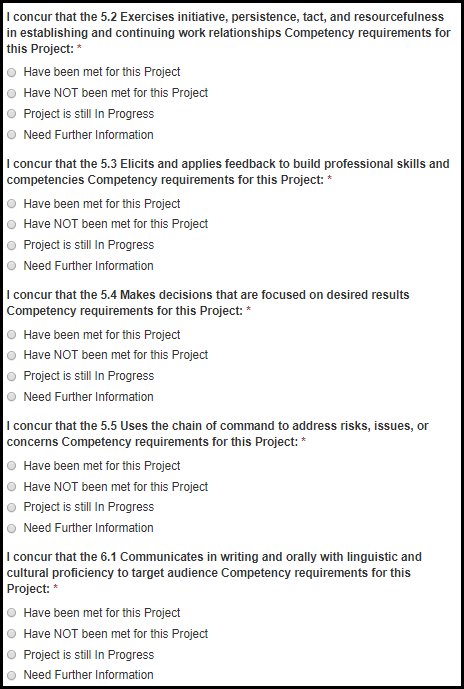 I concur that the 5.2 Exercises initiative, persistence, tact, and resourcefulness
in establishing and continuing work relationships Competency requirements for
this Project: *
Have been met for this Project
Have NOT been met for this Project
Project is still In Progress
Need Further Information
I concur that the 5.3 Elicits and applies feedback to build professional skills and
competencies Competency requirements for this Project: *
Have been met for this Project
Have NOT been met for this Project
Project is still In Progress
Need Further Information
I concur that the 5.4 Makes decisions that are focused on desired results
Competency requirements for this Project: *
Have been met for this Project
Have NOT been met for this Project
Project is still In Progress
Need Further Information
I concur that the 5.5 Uses the chain of command to address risks, issues, or
concerns Competency requirements for this Project: *
Have been met for this Project
Have NOT been met for this Project
Project is still In Progress
Need Further Information
I concur that the 6.1 Communicates in writing and orally with linguistic and
cultural proficiency to target audience Competency requirements for this
Project: *
Have been met for this Project
Have NOT been met for this Project
Project is still In Progress
Need Further Information